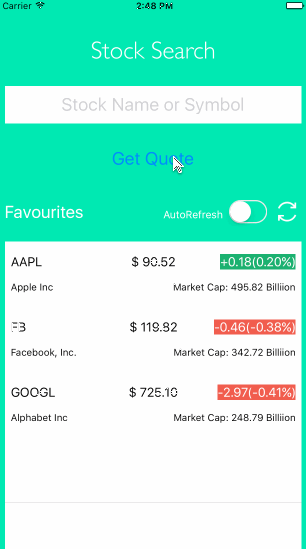 Carrier 2:48 PM
Stock Search
Stock Name or Symbol
Get Quote
Favourites AutoRefresh
AAPL $ 90.52 +0.18(0.20%)
Apple Inc Market Cap: 495.82 Billiion
FB $ 119.82 -0.46(-0.38%)
Facebook, Inc. Market Cap: 342.72 Billiion
GOOGL $ 725.10 -2.97(-0.41%)
Alphabet Inc Market Cap: 248.79 Billiion